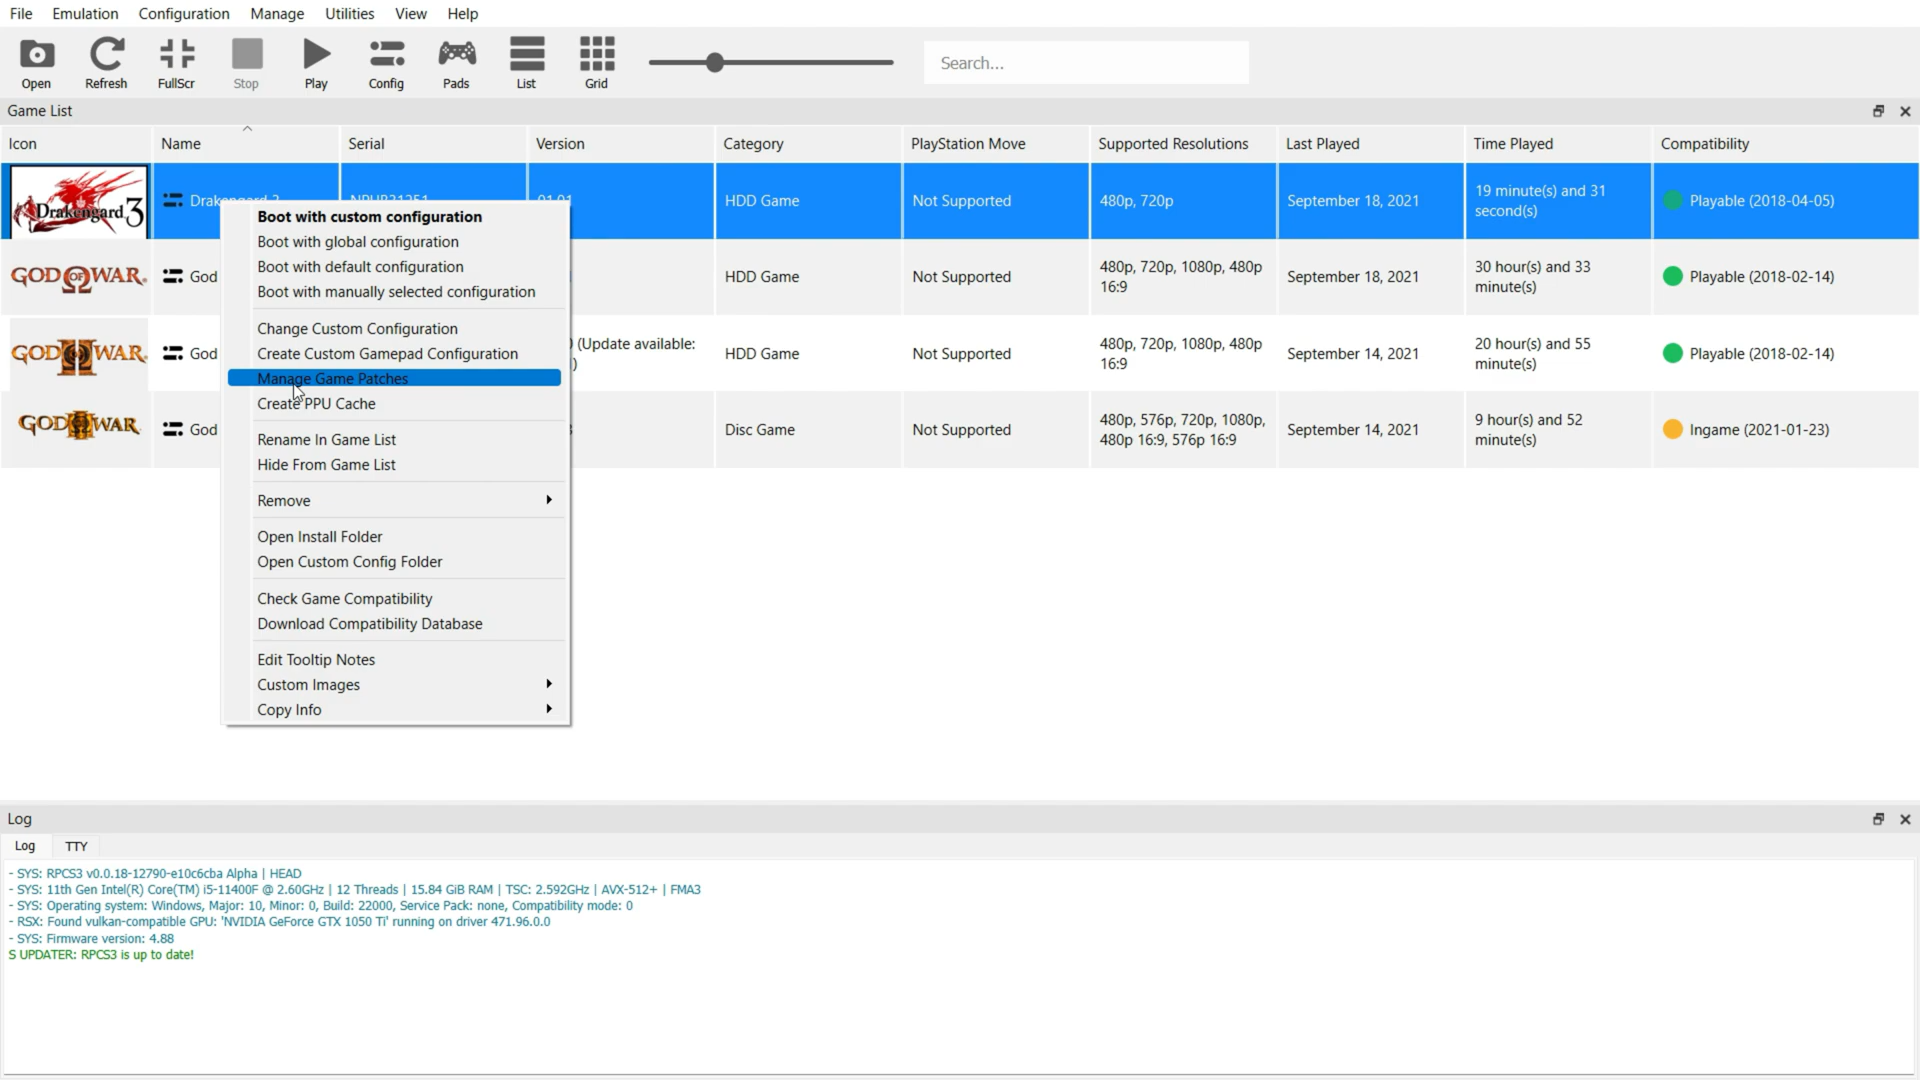 File Emulation Configuration Manage Utilities View Help
Open Refresh FullScr Stop Play Config Pads List Grid Search...
Game List
Icon Name Serial Version Category PlayStation Move Supported Resolutions Last Played Time Played Compatibility
Drakengard 3 HDD Game Not Supported 480p, 720p September 18, 2021 19 minute(s) and 31 second(s) Playable (2018-04-05)
GOD OF WAR God HDD Game Not Supported 480p, 720p, 1080p, 480p 16:9 September 18, 2021 30 hour(s) and 33 minute(s) Playable (2018-02-14)
GOD II WAR God (Update available: ) HDD Game Not Supported 480p, 720p, 1080p, 480p 16:9 September 14, 2021 20 hour(s) and 55 minute(s) Playable (2018-02-14)
GOD WAR God Disc Game Not Supported 480p, 576p, 720p, 1080p, 480p 16:9, 576p 16:9 September 14, 2021 9 hour(s) and 52 minute(s) Ingame (2021-01-23)
Boot with custom configuration
Boot with global configuration
Boot with default configuration
Boot with manually selected configuration
Change Custom Configuration
Create Custom Gamepad Configuration
Manage Game Patches
Create PPU Cache
Rename In Game List
Hide From Game List
Remove
Open Install Folder
Open Custom Config Folder
Check Game Compatibility
Download Compatibility Database
Edit Tooltip Notes
Custom Images
Copy Info
Log
Log TTY
- SYS: RPCS3 v0.0.18-12790-e10c6cba Alpha | HEAD
- SYS: 11th Gen Intel(R) Core(TM) i5-11400F @ 2.60GHz | 12 Threads | 15.84 GiB RAM | TSC: 2.592GHz | AVX-512+ | FMA3
- SYS: Operating system: Windows, Major: 10, Minor: 0, Build: 22000, Service Pack: none, Compatibility mode: 0
- RSX: Found vulkan-compatible GPU: 'NVIDIA GeForce GTX 1050 Ti' running on driver 471.96.0.0
- SYS: Firmware version: 4.88
S UPDATER: RPCS3 is up to date!